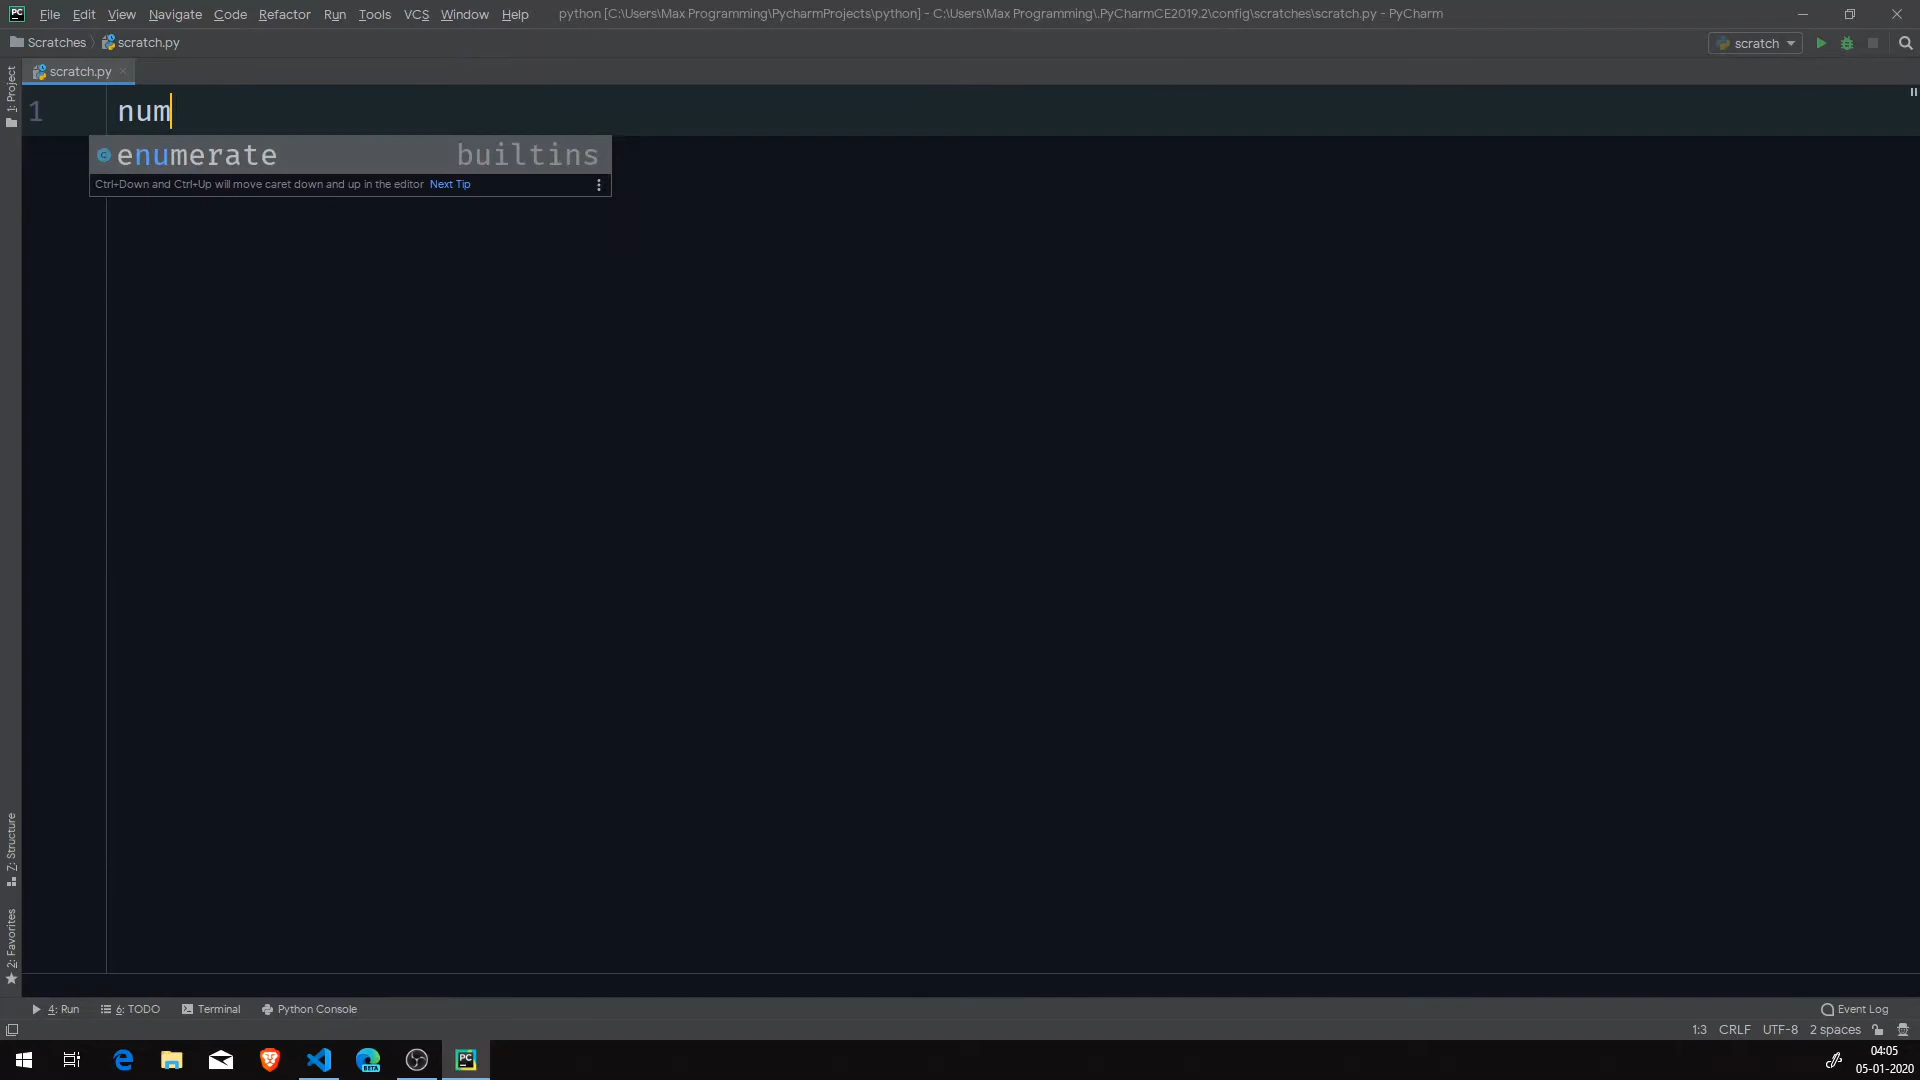 PC File Edit View Navigate Code Refactor Run Tools VCS Window Help python [C:\Users\Max Programming\PycharmProjects\python] - C:\Users\Max Programming\.PyCharmCE2019.2\config\scratches\scratch.py - PyCharm
Scratches scratch.py scratch
scratch.py
1: Project
1 num
enumerate builtins
Ctrl+Down and Ctrl+Up will move caret down and up in the editor Next Tip
Z: Structure
2: Favorites
4: Run 6: TODO Terminal Python Console Event Log
1:3 CRLF UTF-8 2 spaces
BETA PC 04:05
05-01-2020